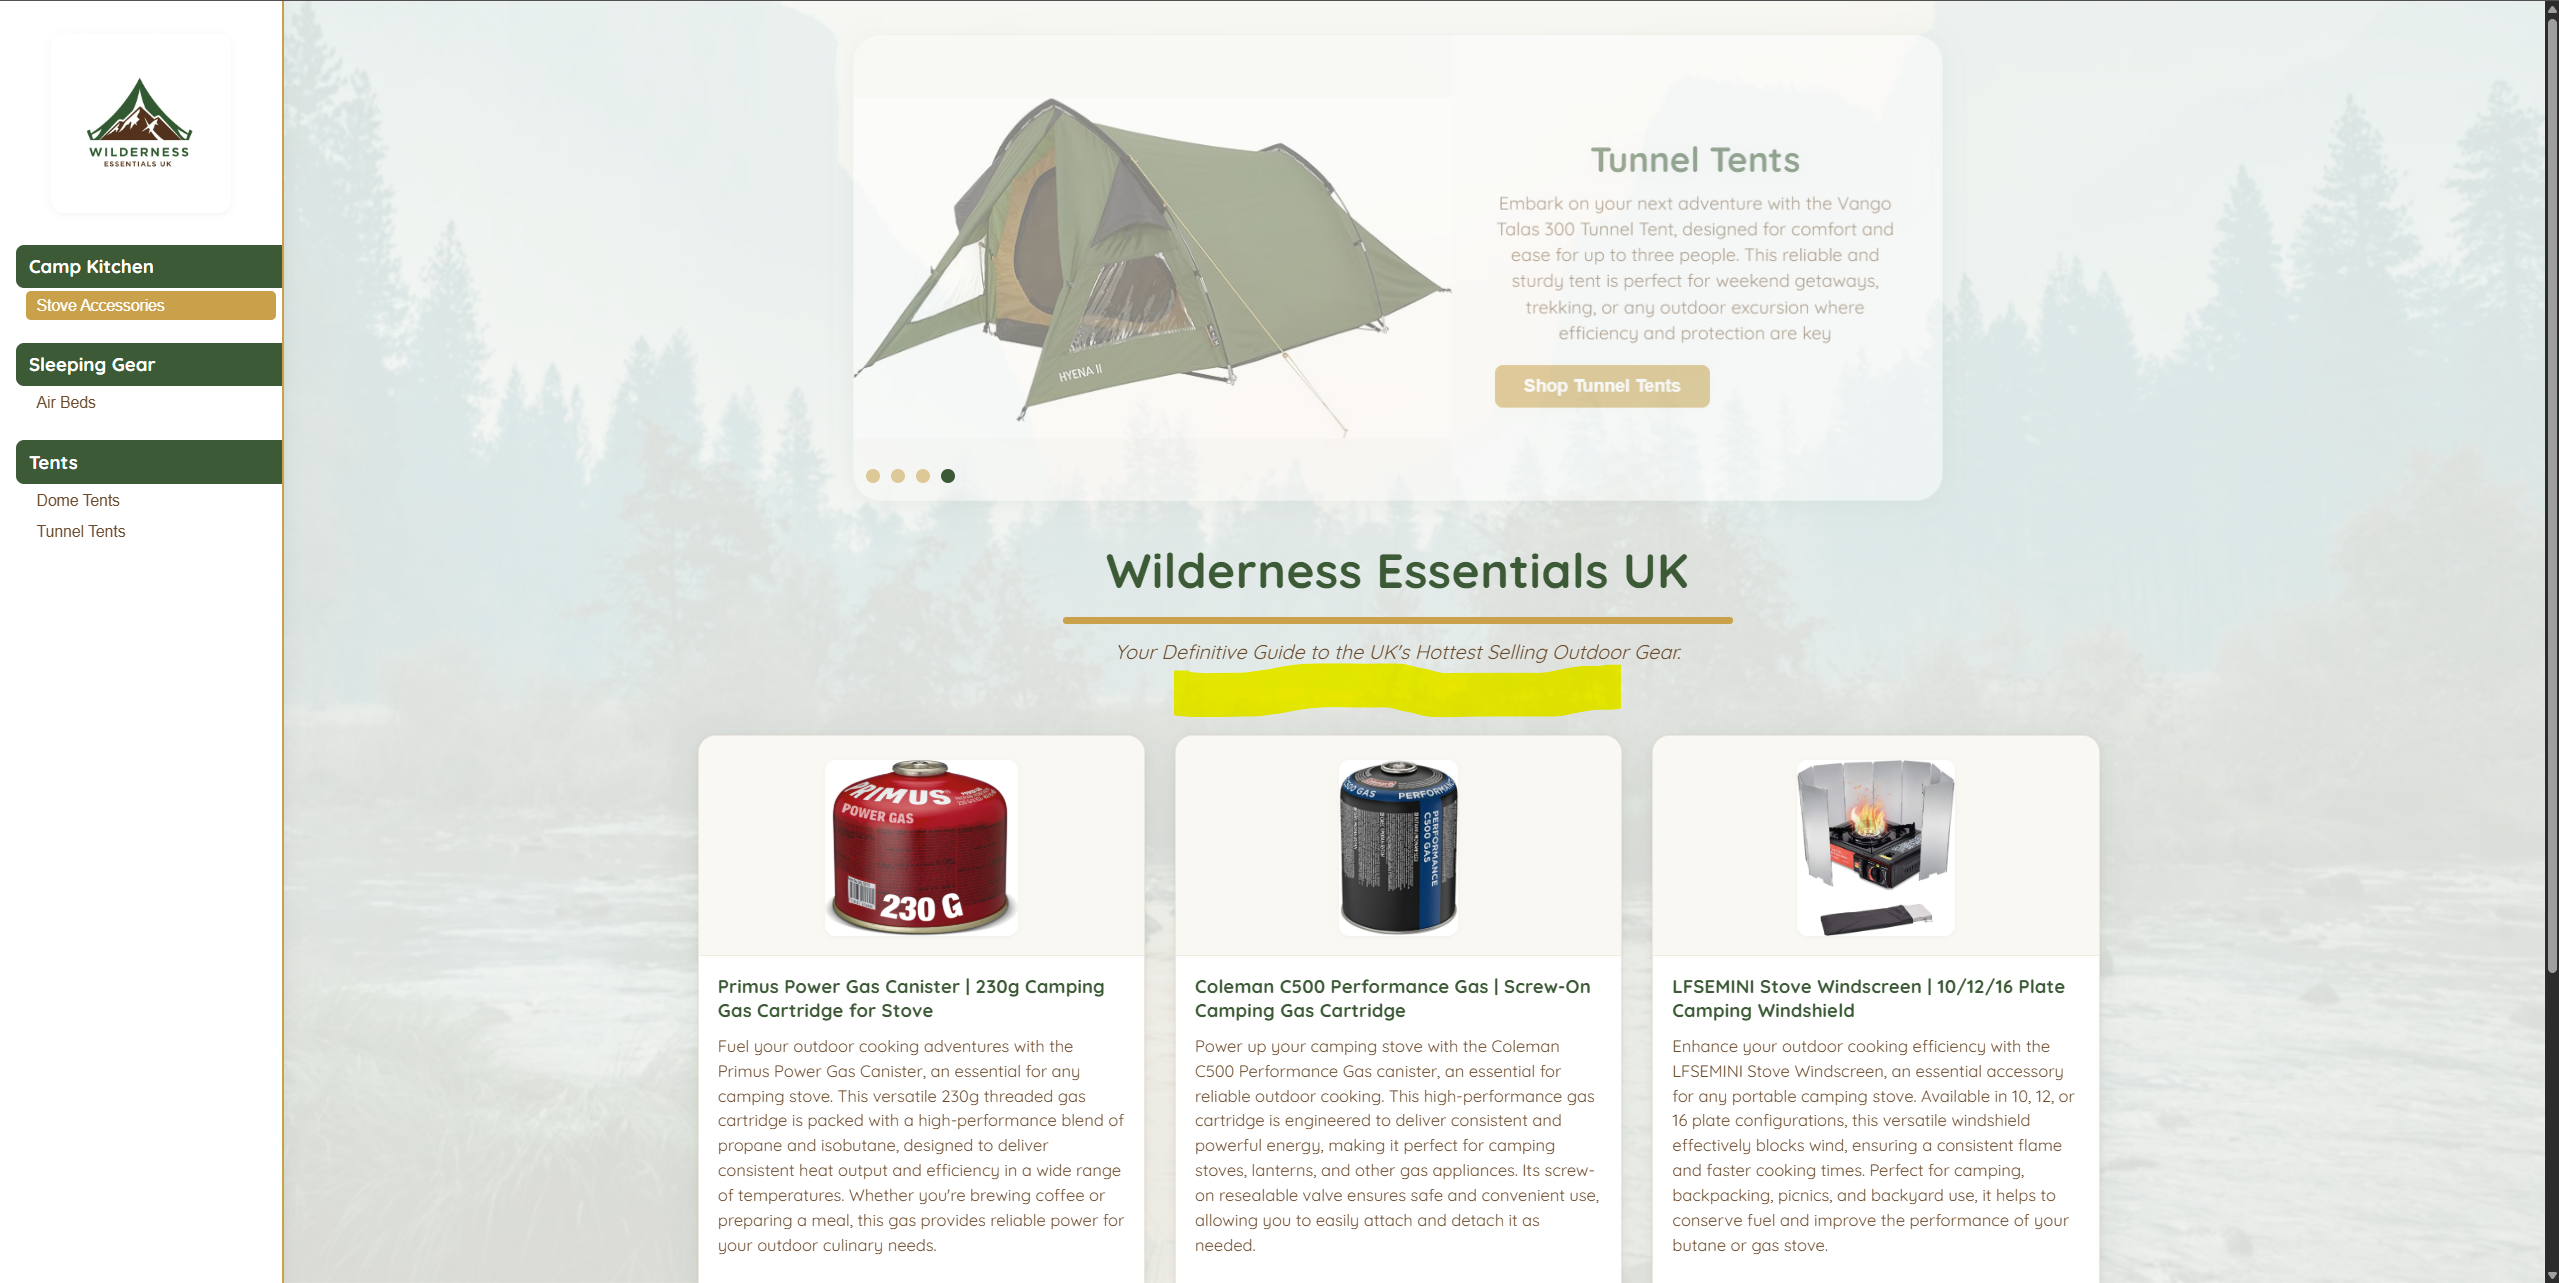 WILDERNESS
ESSENTIALS UK
Camp Kitchen
Stove Accessories
Sleeping Gear
Air Beds
Tents
Dome Tents
Tunnel Tents
HYENA II
Tunnel Tents
Embark on your next adventure with the Vango
Talas 300 Tunnel Tent, designed for comfort and
ease for up to three people. This reliable and
sturdy tent is perfect for weekend getaways,
trekking, or any outdoor excursion where
efficiency and protection are key
Shop Tunnel Tents
Wilderness Essentials UK
Your Definitive Guide to the UK's Hottest Selling Outdoor Gear.
PRIMUS
POWER GAS
230 G
Primus Power Gas Canister | 230g Camping
Gas Cartridge for Stove
Fuel your outdoor cooking adventures with the
Primus Power Gas Canister, an essential for any
camping stove. This versatile 230g threaded gas
cartridge is packed with a high-performance blend of
propane and isobutane, designed to deliver
consistent heat output and efficiency in a wide range
of temperatures. Whether you're brewing coffee or
preparing a meal, this gas provides reliable power for
your outdoor culinary needs.
PERFORMANCE
C500 GAS
Coleman C500 Performance Gas | Screw-On
Camping Gas Cartridge
Power up your camping stove with the Coleman
C500 Performance Gas canister, an essential for
reliable outdoor cooking. This high-performance gas
cartridge is engineered to deliver consistent and
powerful energy, making it perfect for camping
stoves, lanterns, and other gas appliances. Its screw-
on resealable valve ensures safe and convenient use,
allowing you to easily attach and detach it as
needed.
LFSEMINI Stove Windscreen | 10/12/16 Plate
Camping Windshield
Enhance your outdoor cooking efficiency with the
LFSEMINI Stove Windscreen, an essential accessory
for any portable camping stove. Available in 10, 12, or
16 plate configurations, this versatile windshield
effectively blocks wind, ensuring a consistent flame
and faster cooking times. Perfect for camping,
backpacking, picnics, and backyard use, it helps to
conserve fuel and improve the performance of your
butane or gas stove.